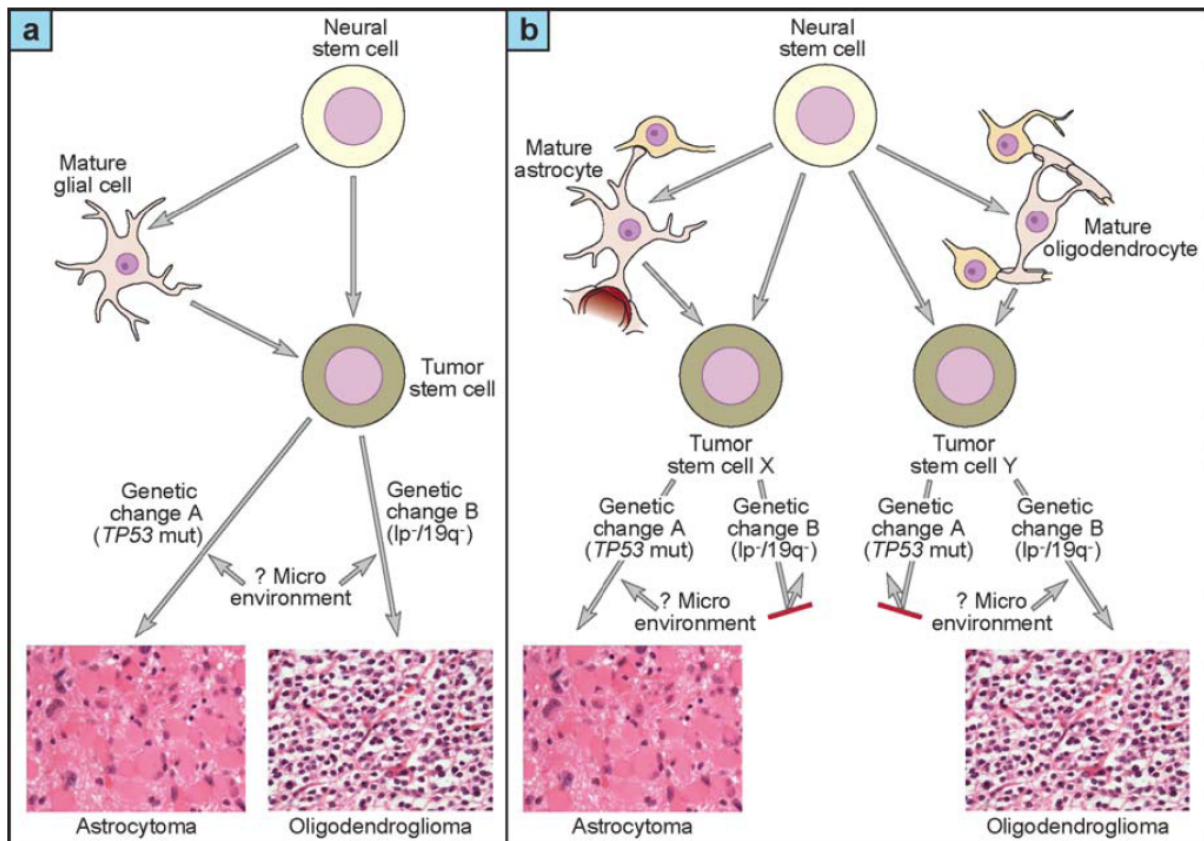 a
Neural
stem cell
Mature
glial cell
Tumor
stem cell
Genetic
change A
(TP53 mut)
Genetic
change B
(lp-/19q-)
? Micro
environment
Astrocytoma
Oligodendroglioma
b
Neural
stem cell
Mature
astrocyte
Mature
oligodendrocyte
Tumor
stem cell X
Tumor
stem cell Y
Genetic
change A
(TP53 mut)
Genetic
change B
(lp-/19q-)
Genetic
change A
(TP53 mut)
Genetic
change B
(lp-/19q-)
? Micro
environment
? Micro
environment
Astrocytoma
Oligodendroglioma